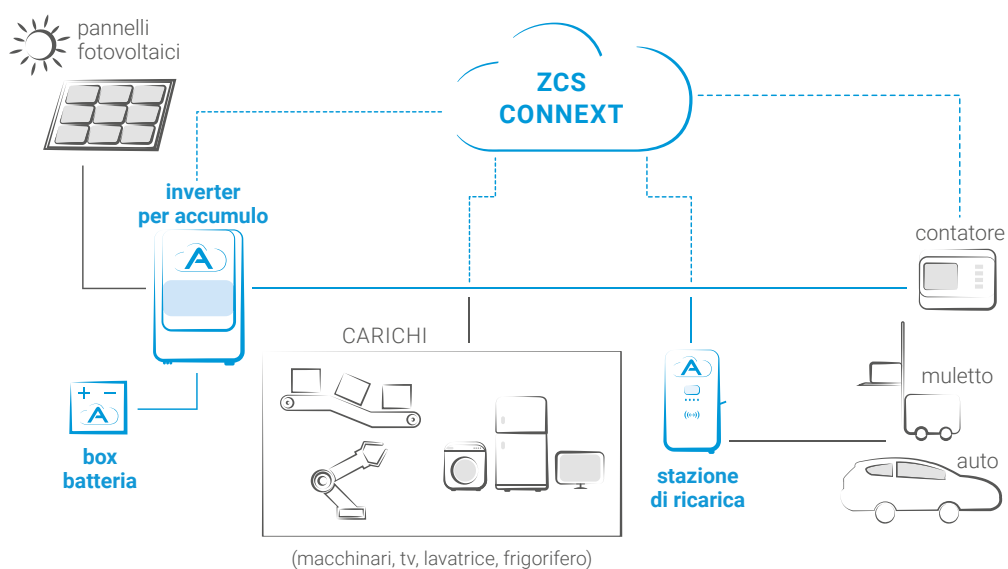 pannelli
fotovoltaici
ZCS
CONNEXT
inverter
per accumulo
A
contatore
CARICHI
A
muletto
+ −
A
box
batteria
auto
stazione
di ricarica
(macchinari, tv, lavatrice, frigorifero)